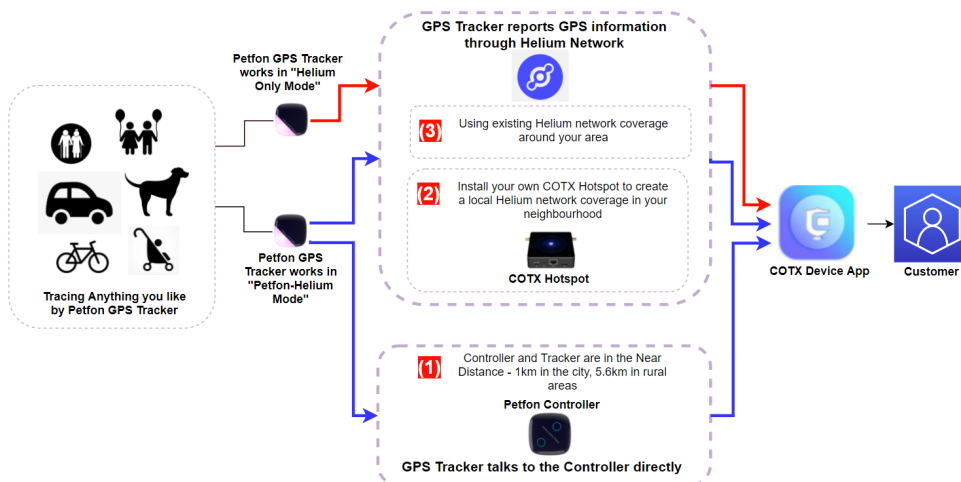 GPS Tracker reports GPS information
through Helium Network
Petfon GPS Tracker
works in "Helium
Only Mode"
(3)
Using existing Helium network coverage
around your area
(2)
Install your own COTX Hotspot to create
a local Helium network coverage in your
neighbourhood
COTX Hotspot
Petfon GPS
Tracker works in
"Petfon-Helium
Mode"
Tracing Anything you like
by Petfon GPS Tracker
COTX Device App
Customer
(1)
Controller and Tracker are in the Near
Distance - 1km in the city, 5.6km in rural
areas
Petfon Controller
GPS Tracker talks to the Controller directly